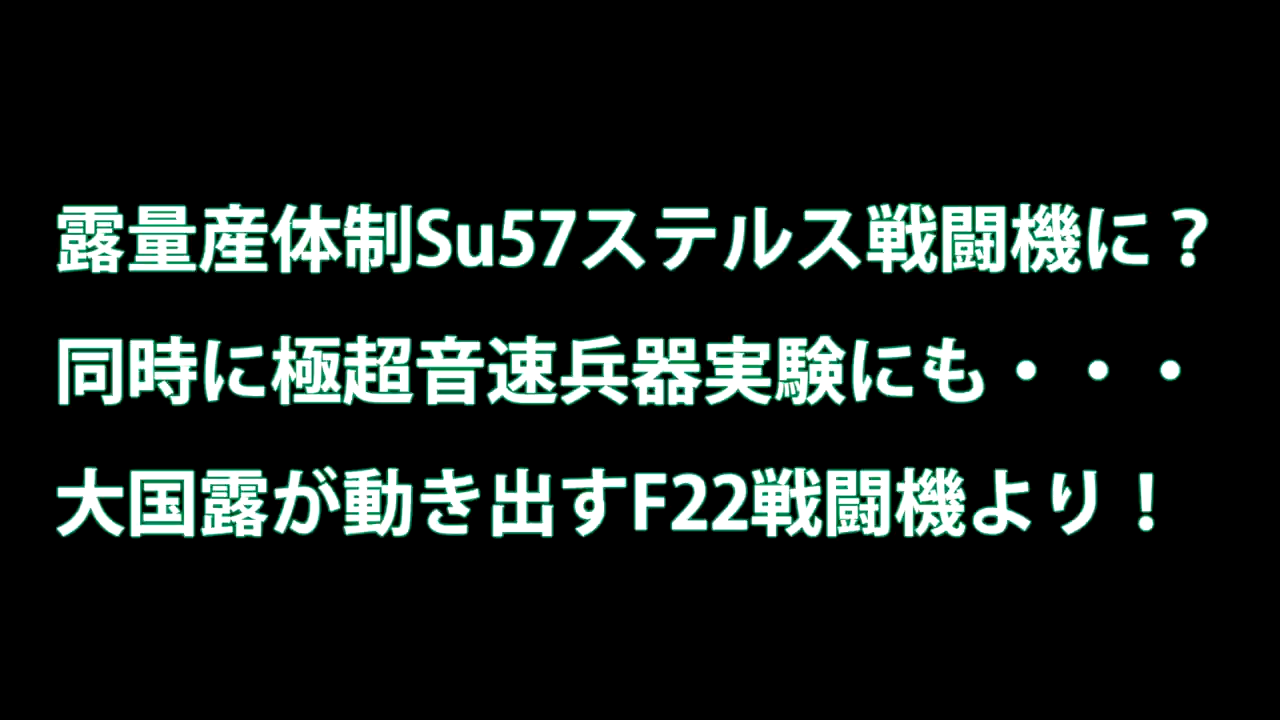 露量産体制Su57ステルス戦闘機に？
同時に極超音速兵器実験にも・・・
大国露が動き出すF22戦闘機より！